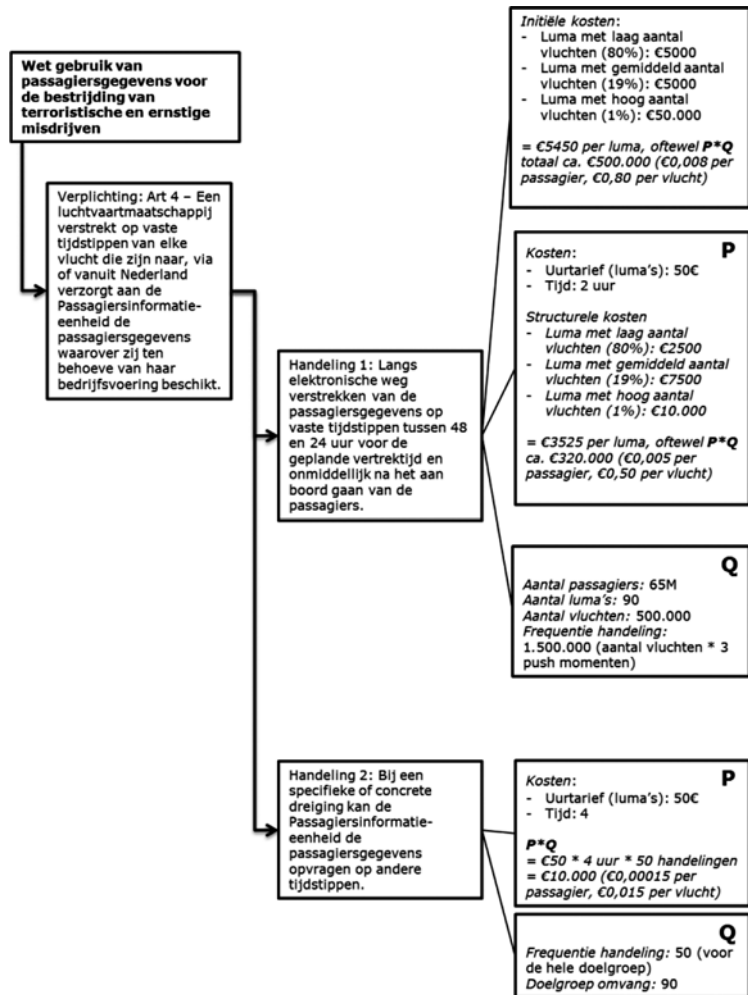 Wet gebruik van
passagiersgegevens voor
de bestrijding van
terroristische en ernstige
misdrijven
Verplichting: Art 4 – Een
luchtvaartmaatschappij
verstrekt op vaste
tijdstippen van elke
vlucht die zijn naar, via
of vanuit Nederland
verzorgt aan de
Passagiersinformatie-
eenheid de
passagiersgegevens
waarover zij ten
behoeve van haar
bedrijfsvoering beschikt.
Handeling 1: Langs
elektronische weg
verstrekken van de
passagiersgegevens op
vaste tijdstippen tussen 48
en 24 uur voor de
geplande vertrektijd en
onmiddellijk na het aan
boord gaan van de
passagiers.
Initiële kosten:
- Luma met laag aantal
vluchten (80%): €5000
- Luma met gemiddeld aantal
vluchten (19%): €5000
- Luma met hoog aantal
vluchten (1%): €50.000
= €5450 per luma, oftewel P*Q
totaal ca. €500.000 (€0,008 per
passagier, €0,80 per vlucht)
P
Kosten:
- Uurtarief (luma's): 50€
- Tijd: 2 uur
Structurele kosten
- Luma met laag aantal
vluchten (80%): €2500
- Luma met gemiddeld aantal
vluchten (19%): €7500
- Luma met hoog aantal
vluchten (1%): €10.000
= €3525 per luma, oftewel P*Q
ca. €320.000 (€0,005 per
passagier, €0,50 per vlucht)
Q
Aantal passagiers: 65M
Aantal luma's: 90
Aantal vluchten: 500.000
Frequentie handeling:
1.500.000 (aantal vluchten * 3
push momenten)
Handeling 2: Bij een
specifieke of concrete
dreiging kan de
Passagiersinformatie-
eenheid de
passagiersgegevens
opvragen op andere
tijdstippen.
P
Kosten:
- Uurtarief (luma's): 50€
- Tijd: 4
P*Q
= €50 * 4 uur * 50 handelingen
= €10.000 (€0,00015 per
passagier, €0,015 per vlucht)
Q
Frequentie handeling: 50 (voor
de hele doelgroep)
Doelgroep omvang: 90